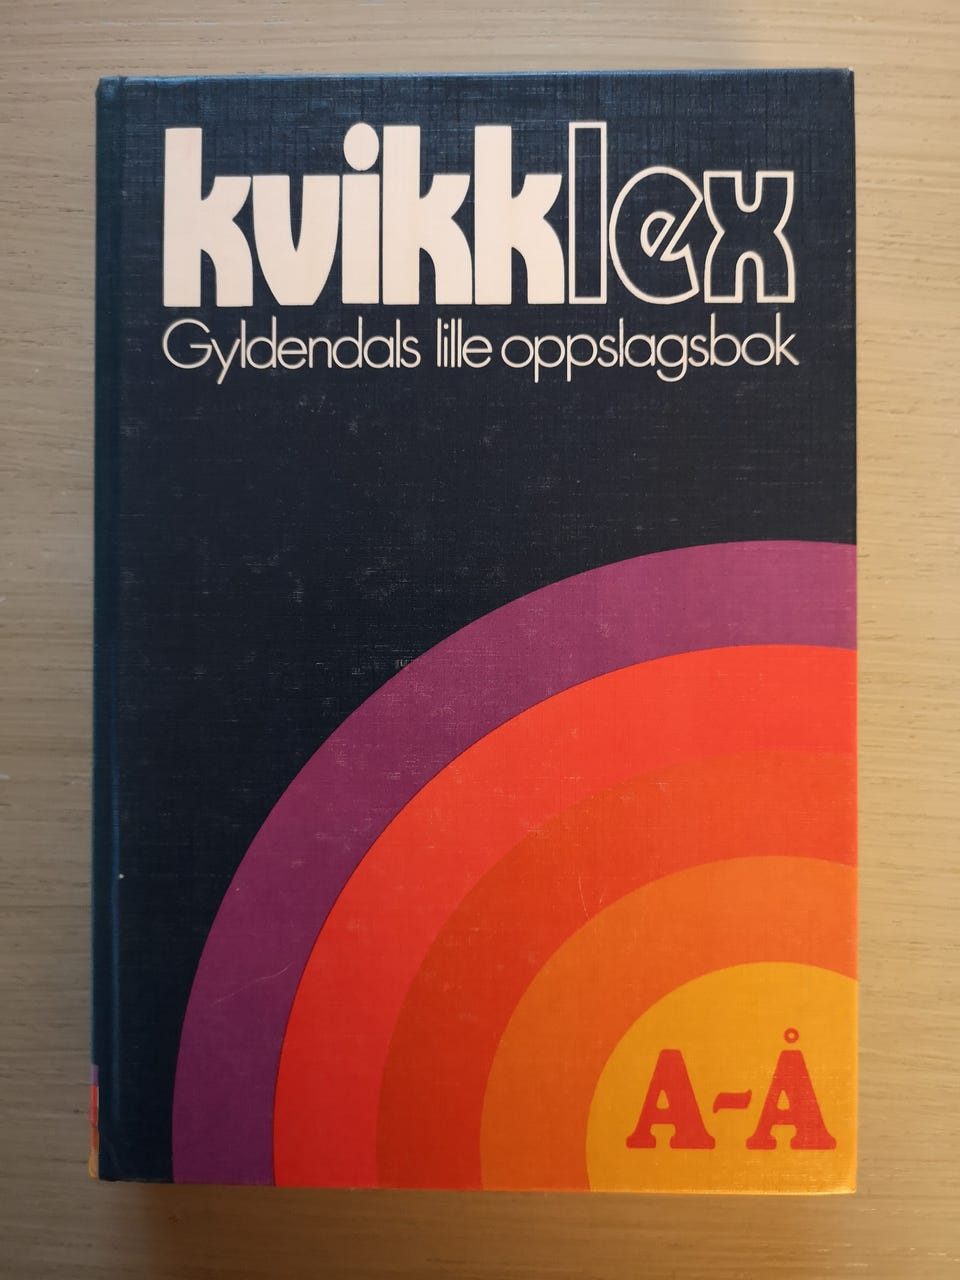 kvikklex
Gyldendals lille oppslagsbok
A-Å